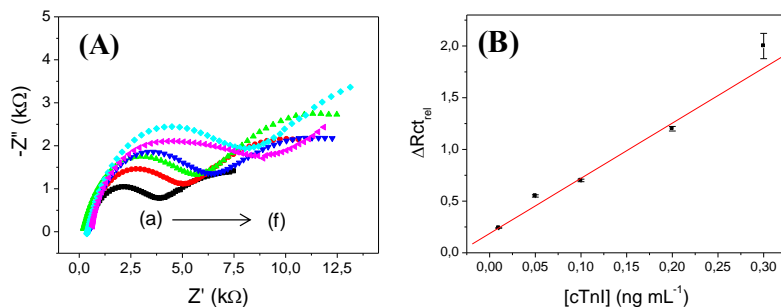 (A)
5
4
3
2
1
0
-Z" (kΩ)
(a) (f)
0,0 2,5 5,0 7,5 10,0 12,5
Z' (kΩ)
(B)
2,0
1,5
1,0
0,5
0,0
ΔRct_rel
0,00 0,05 0,10 0,15 0,20 0,25 0,30
[cTnI] (ng mL⁻¹)